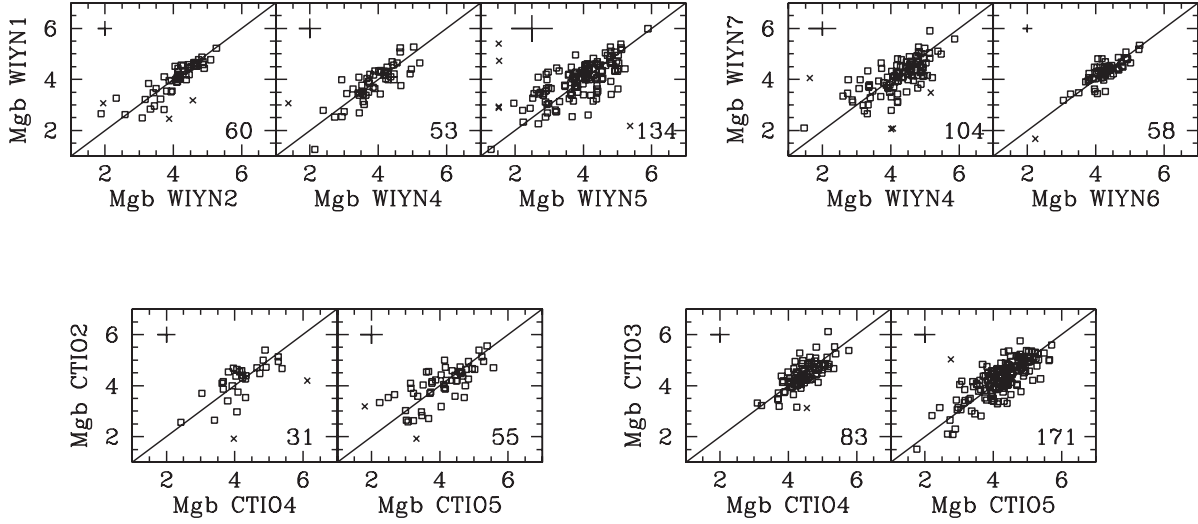 6
4
2
Mgb WIYN1
60
53
134
2 4 6 2 4 6 2 4 6
Mgb WIYN2 Mgb WIYN4 Mgb WIYN5
6
4
2
Mgb WIYN7
104
58
2 4 6 2 4 6
Mgb WIYN4 Mgb WIYN6
6
4
2
Mgb CTIO2
31
55
2 4 6 2 4 6
Mgb CTIO4 Mgb CTIO5
6
4
2
Mgb CTIO3
83
171
2 4 6 2 4 6
Mgb CTIO4 Mgb CTIO5